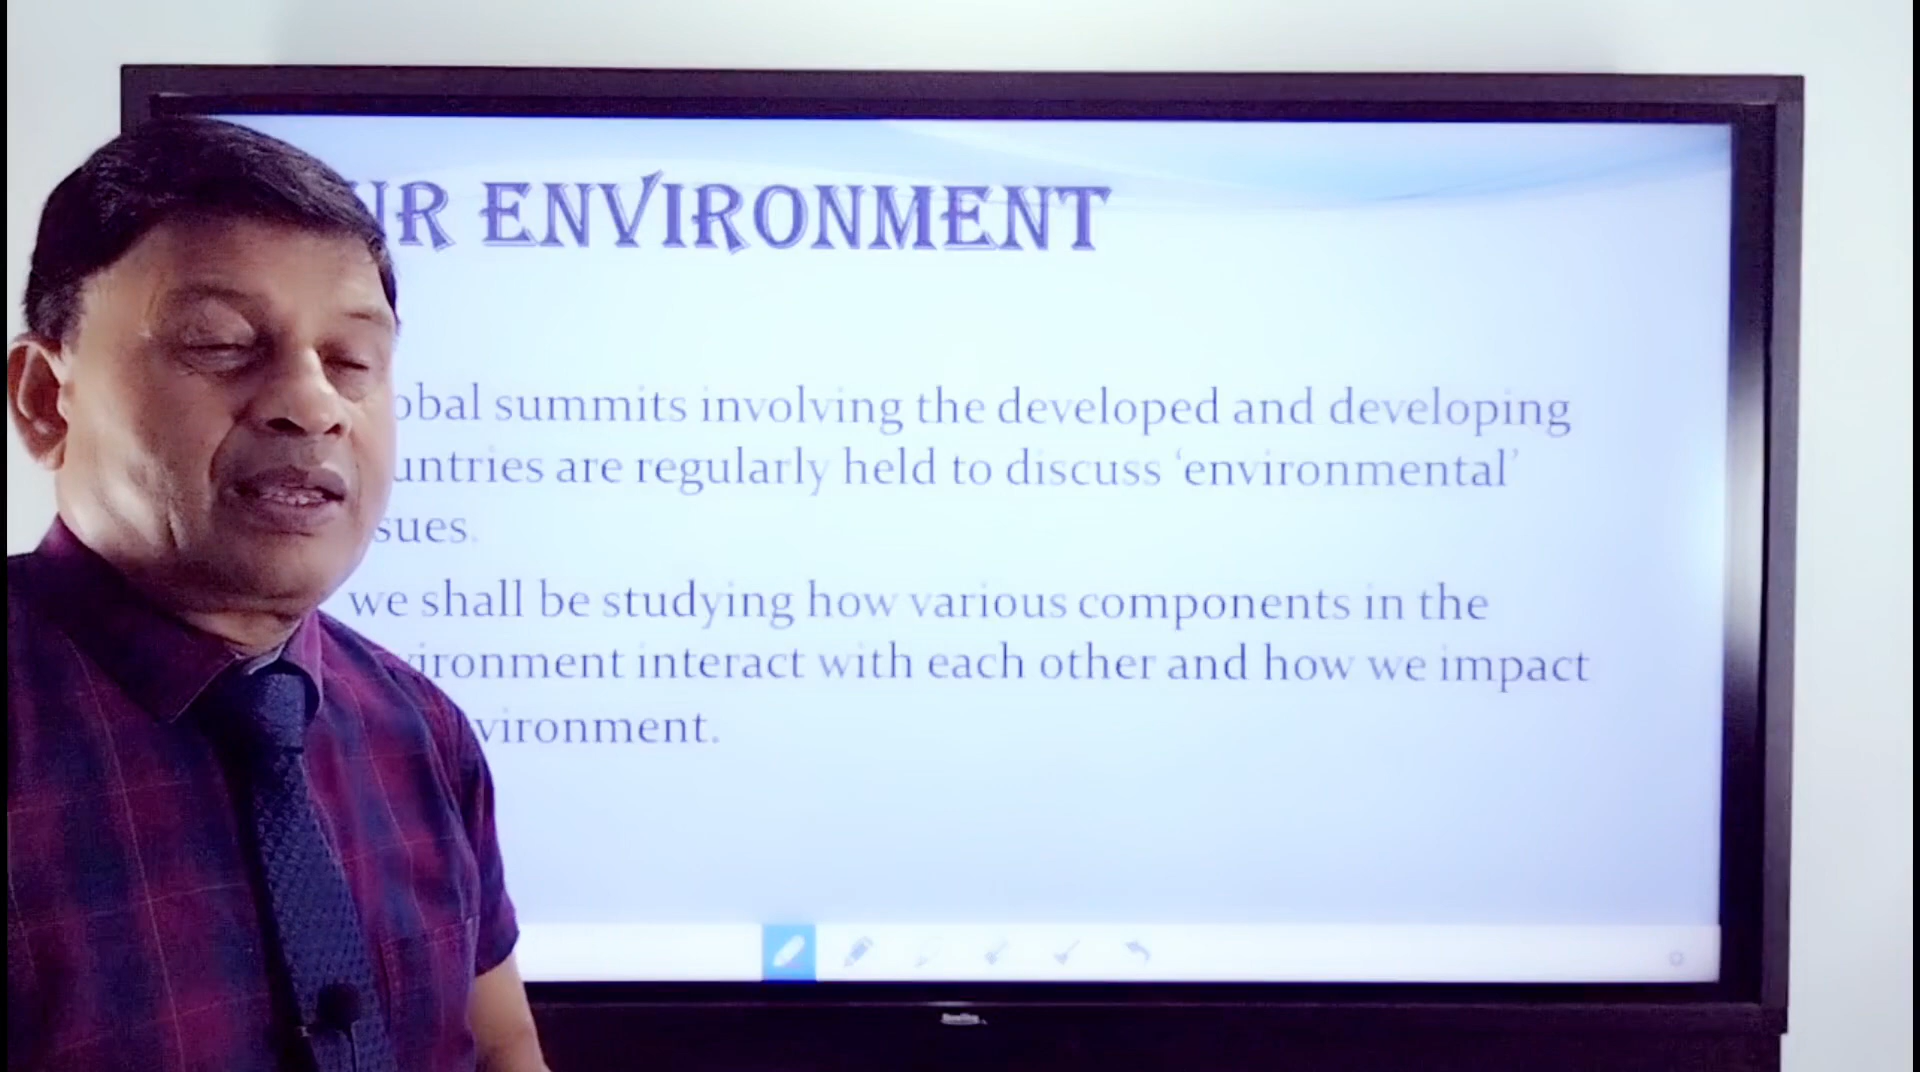 UR ENVIRONMENT
obal summits involving the developed and developing
untries are regularly held to discuss ‘environmental’
sues.
we shall be studying how various components in the
ironment interact with each other and how we impact
vironment.